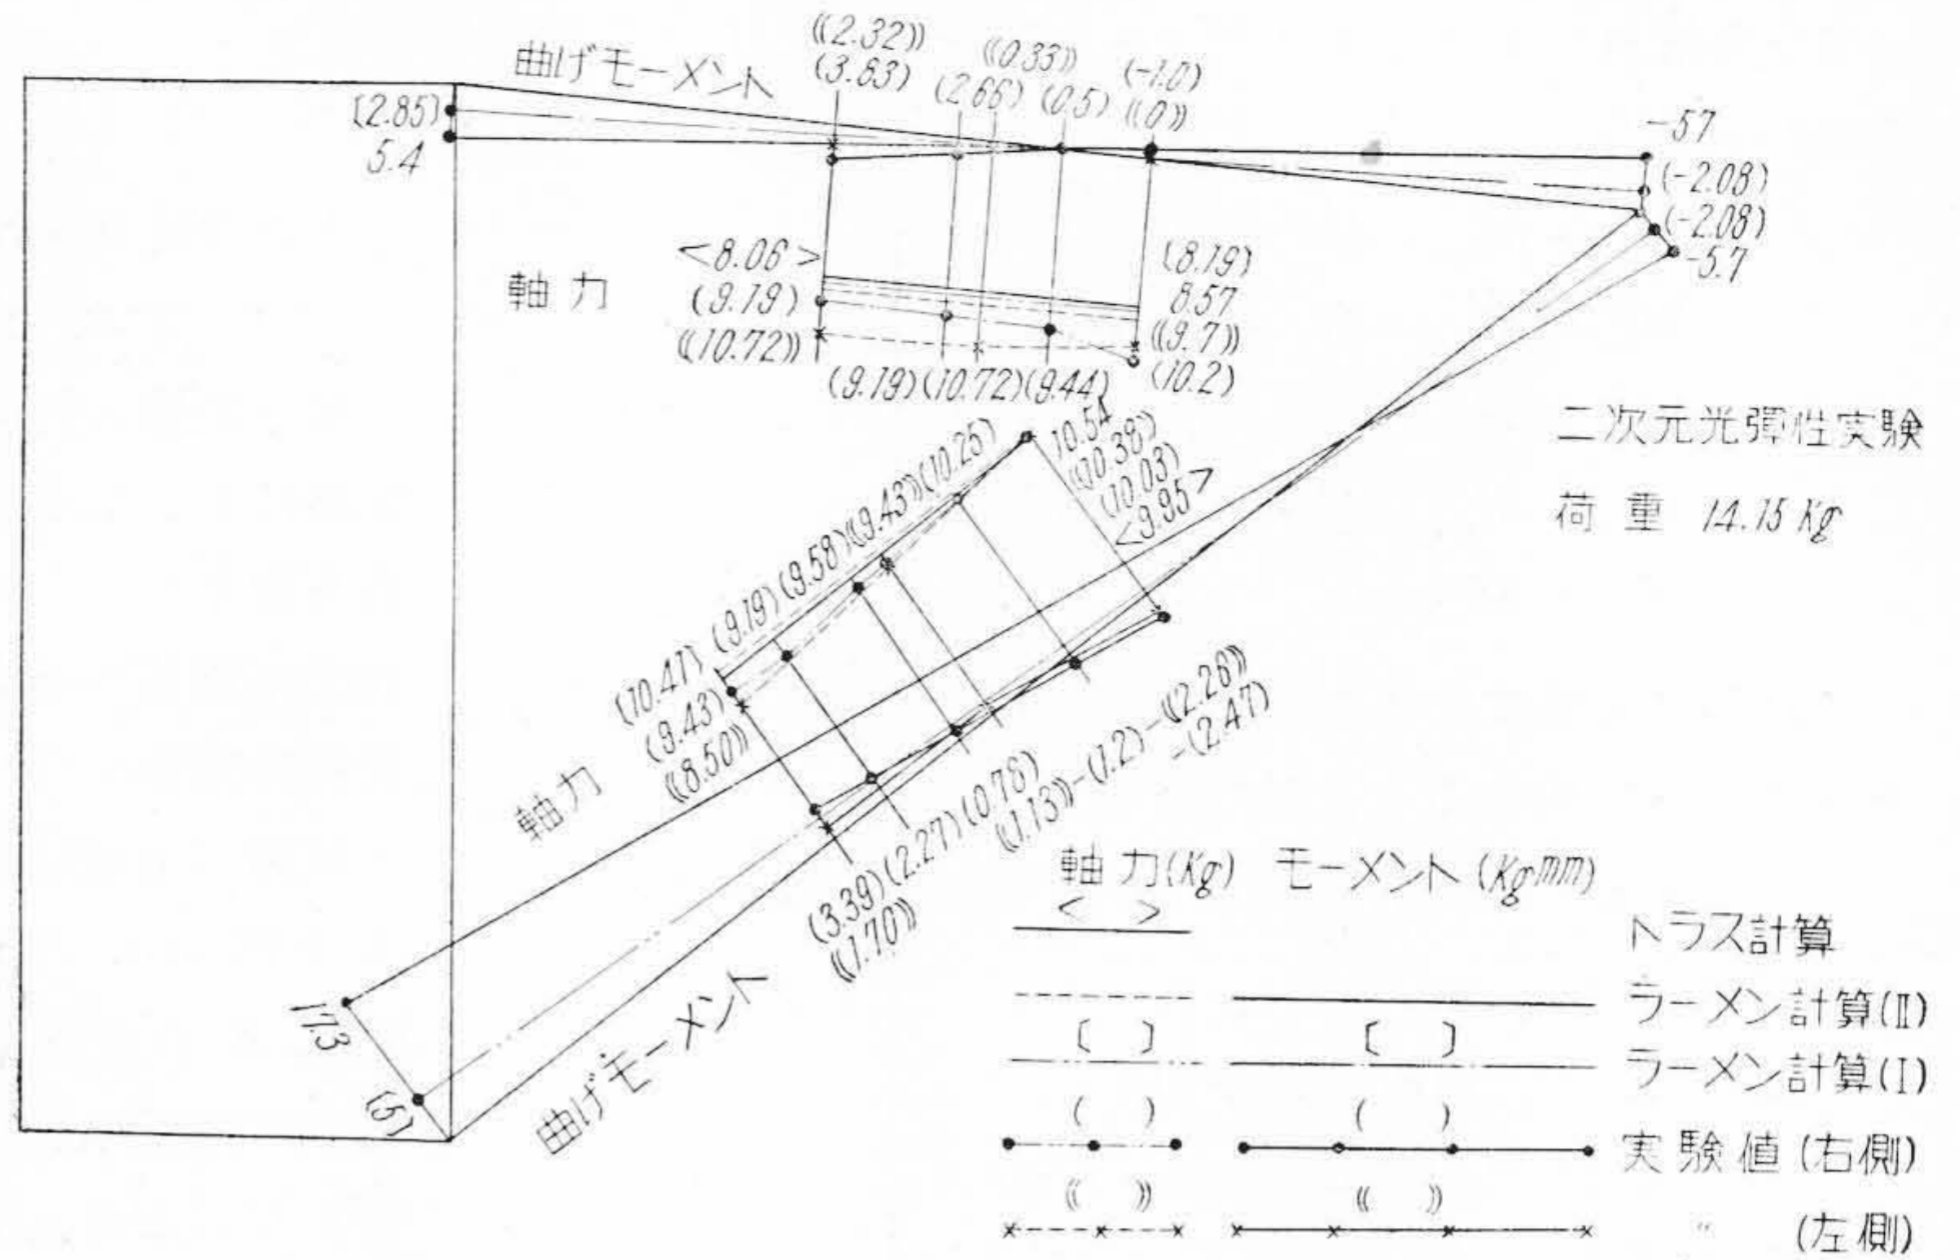 曲げモーメント
((2.32))
(3.83)
((0.33))
(2.66)
(0.5)
(-1.0)
((0))
[2.85]
5.4
-57
(-2.08)
(-2.08)
-5.7
軸力
<8.06>
(9.19)
((10.72))
(8.19)
8.57
((9.7))
(10.2)
(9.19)(10.72)(9.44)
二次元光彈性実験
荷重 14.15 Kg
(9.19)(9.58)((9.43))(10.25)
10.54
((10.38))
(10.03)
<9.95>
(10.47)
(9.43)
((8.50))
軸力
(3.39)(2.27)(0.78)
((1.70))
((1.13))-(1.2)-((2.26))
-(2.47)
17.3
(5)
曲げモーメント
軸力(Kg) モーメント(Kgmm)
< >
トラス計算
ラーメン計算(II)
[ ] [ ]
ラーメン計算(I)
( ) ( )
実験値(右側)
(( )) (( ))
〃 (左側)